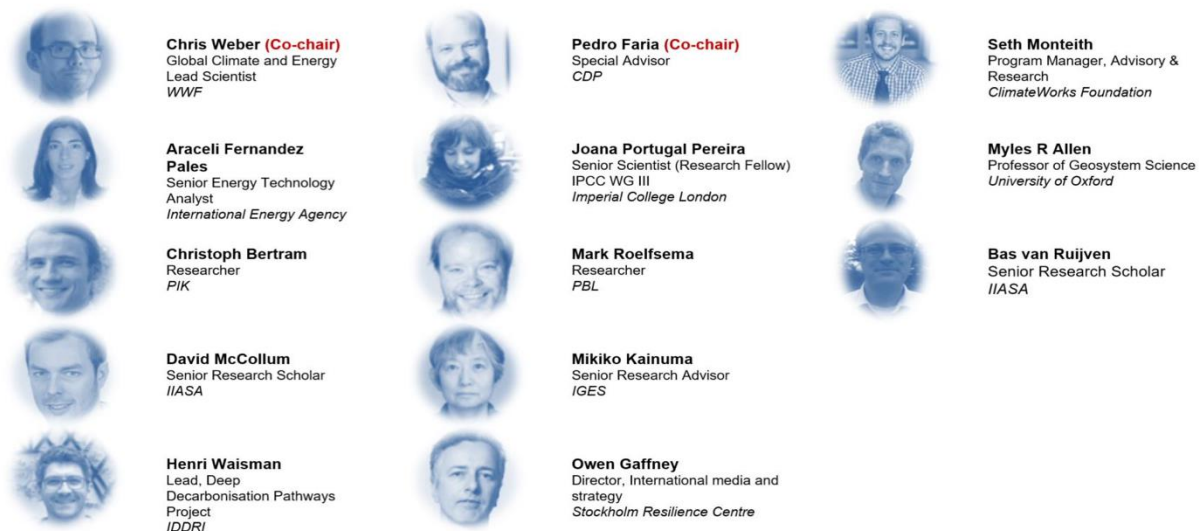 Chris Weber (Co-chair)
Global Climate and Energy
Lead Scientist
WWF
Araceli Fernandez
Pales
Senior Energy Technology
Analyst
International Energy Agency
Christoph Bertram
Researcher
PIK
David McCollum
Senior Research Scholar
IIASA
Henri Waisman
Lead, Deep
Decarbonisation Pathways
Project
IDDRI
Pedro Faria (Co-chair)
Special Advisor
CDP
Joana Portugal Pereira
Senior Scientist (Research Fellow)
IPCC WG III
Imperial College London
Mark Roelfsema
Researcher
PBL
Mikiko Kainuma
Senior Research Advisor
IGES
Owen Gaffney
Director, International media and
strategy
Stockholm Resilience Centre
Seth Monteith
Program Manager, Advisory &
Research
ClimateWorks Foundation
Myles R Allen
Professor of Geosystem Science
University of Oxford
Bas van Ruijven
Senior Research Scholar
IIASA